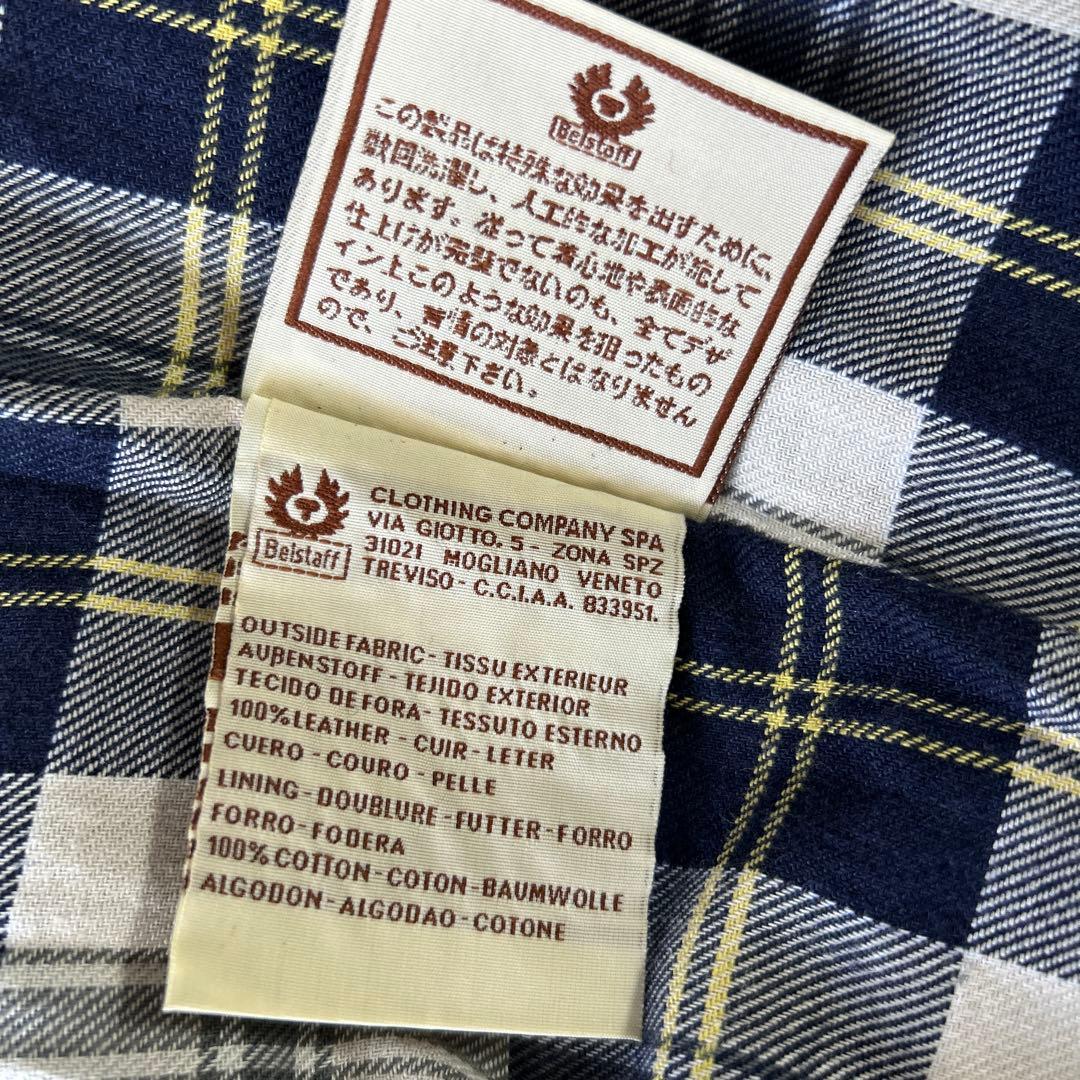 Belstaff
この製品は特殊な効果を出すために、
数回洗濯し、人工的な加工が施して
あります。従って着心地や表面的な
仕上げが完璧でないのも、全てデザ
イン上このような効果を狙ったもの
であり、苦情の対象とはなりません
ので、ご注意下さい。
Belstaff
CLOTHING COMPANY SPA
VIA GIOTTO. 5 - ZONA SPZ
31021 MOGLIANO VENETO
TREVISO - C.C.I.A.A. 833951.
OUTSIDE FABRIC - TISSU EXTERIEUR
AUβENSTOFF - TEJIDO EXTERIOR
TECIDO DE FORA - TESSUTO ESTERNO
100% LEATHER - CUIR - LETER
CUERO - COURO - PELLE
LINING - DOUBLURE - FUTTER - FORRO
FORRO - FODERA
100% COTTON - COTON - BAUMWOLLE
ALGODON - ALGODAO - COTONE